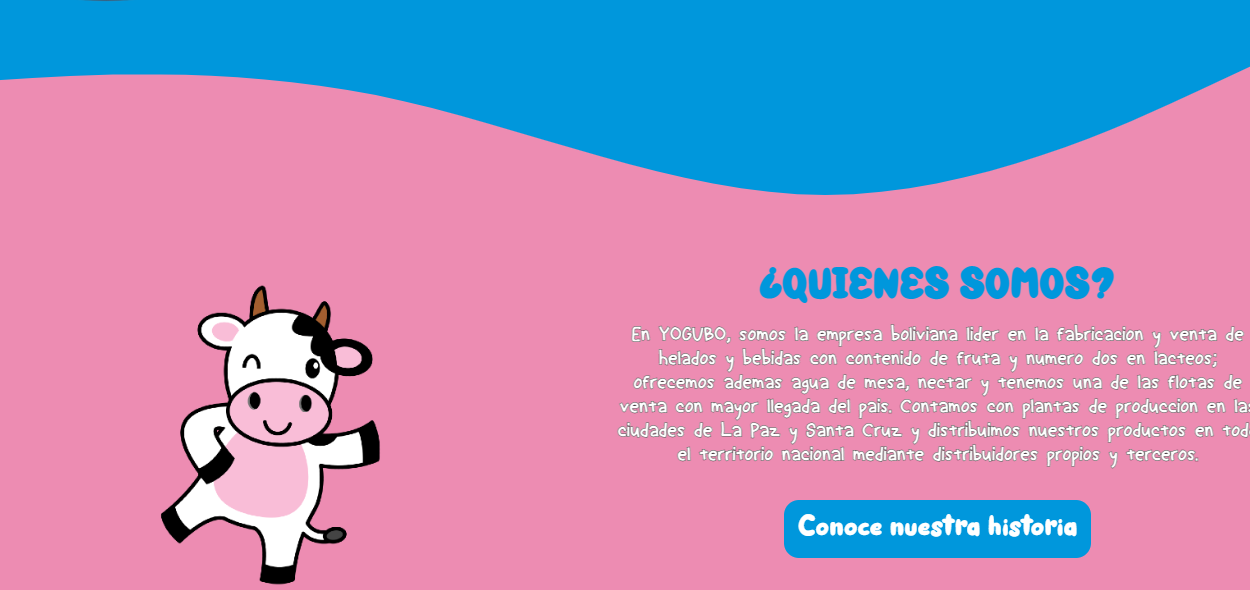 ¿QUIENES SOMOS?
En YOGUBO, somos la empresa boliviana lider en la fabricacion y venta de
helados y bebidas con contenido de fruta y numero dos en lacteos;
ofrecemos ademas agua de mesa, nectar y tenemos una de las flotas de
venta con mayor llegada del pais. Contamos con plantas de produccion en las
ciudades de La Paz y Santa Cruz y distribuimos nuestros productos en todo
el territorio nacional mediante distribuidores propios y terceros.
Conoce nuestra historia